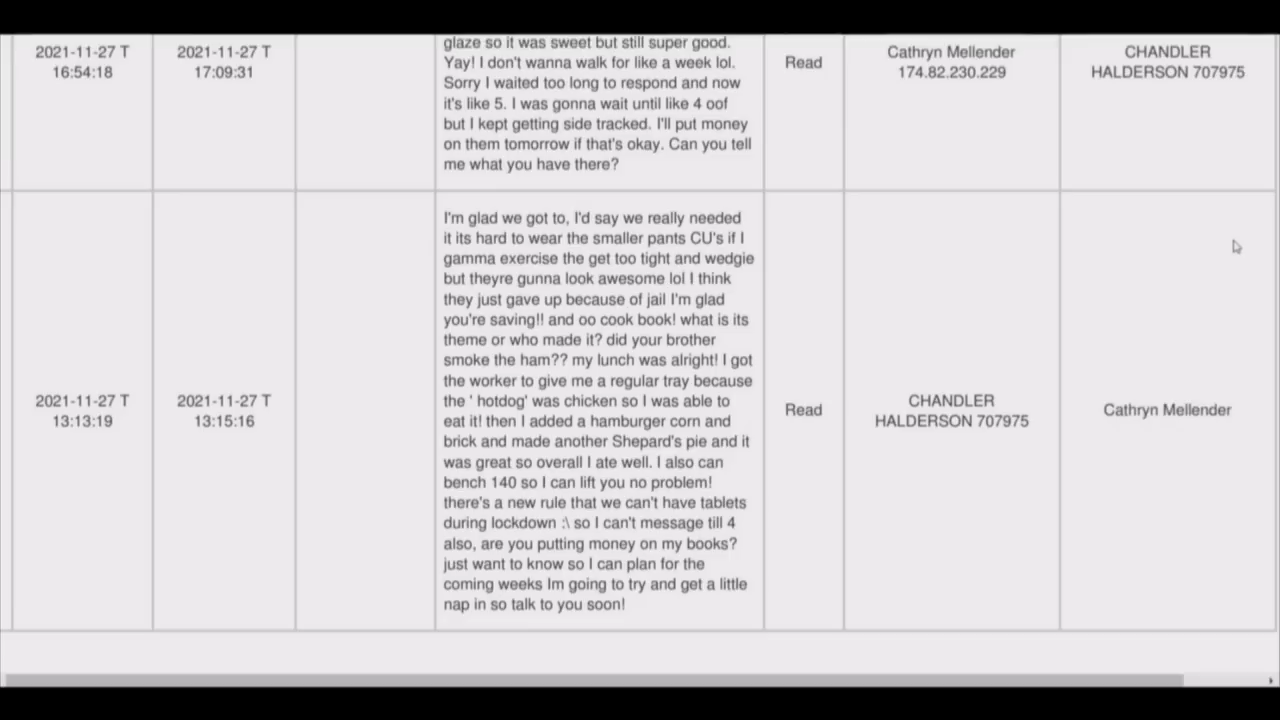 2021-11-27 T
16:54:18
2021-11-27 T
17:09:31
glaze so it was sweet but still super good.
Yay! I don't wanna walk for like a week lol.
Sorry I waited too long to respond and now
it's like 5. I was gonna wait until like 4 oof
but I kept getting side tracked. I'll put money
on them tomorrow if that's okay. Can you tell
me what you have there?
Read
Cathryn Mellender
174.82.230.229
CHANDLER
HALDERSON 707975
2021-11-27 T
13:13:19
2021-11-27 T
13:15:16
I'm glad we got to, I'd say we really needed
it its hard to wear the smaller pants CU's if I
gamma exercise the get too tight and wedgie
but theyre gunna look awesome lol I think
they just gave up because of jail I'm glad
you're saving!! and oo cook book! what is its
theme or who made it? did your brother
smoke the ham?? my lunch was alright! I got
the worker to give me a regular tray because
the ' hotdog' was chicken so I was able to
eat it! then I added a hamburger corn and
brick and made another Shepard's pie and it
was great so overall I ate well. I also can
bench 140 so I can lift you no problem!
there's a new rule that we can't have tablets
during lockdown :\ so I can't message till 4
also, are you putting money on my books?
just want to know so I can plan for the
coming weeks Im going to try and get a little
nap in so talk to you soon!
Read
CHANDLER
HALDERSON 707975
Cathryn Mellender